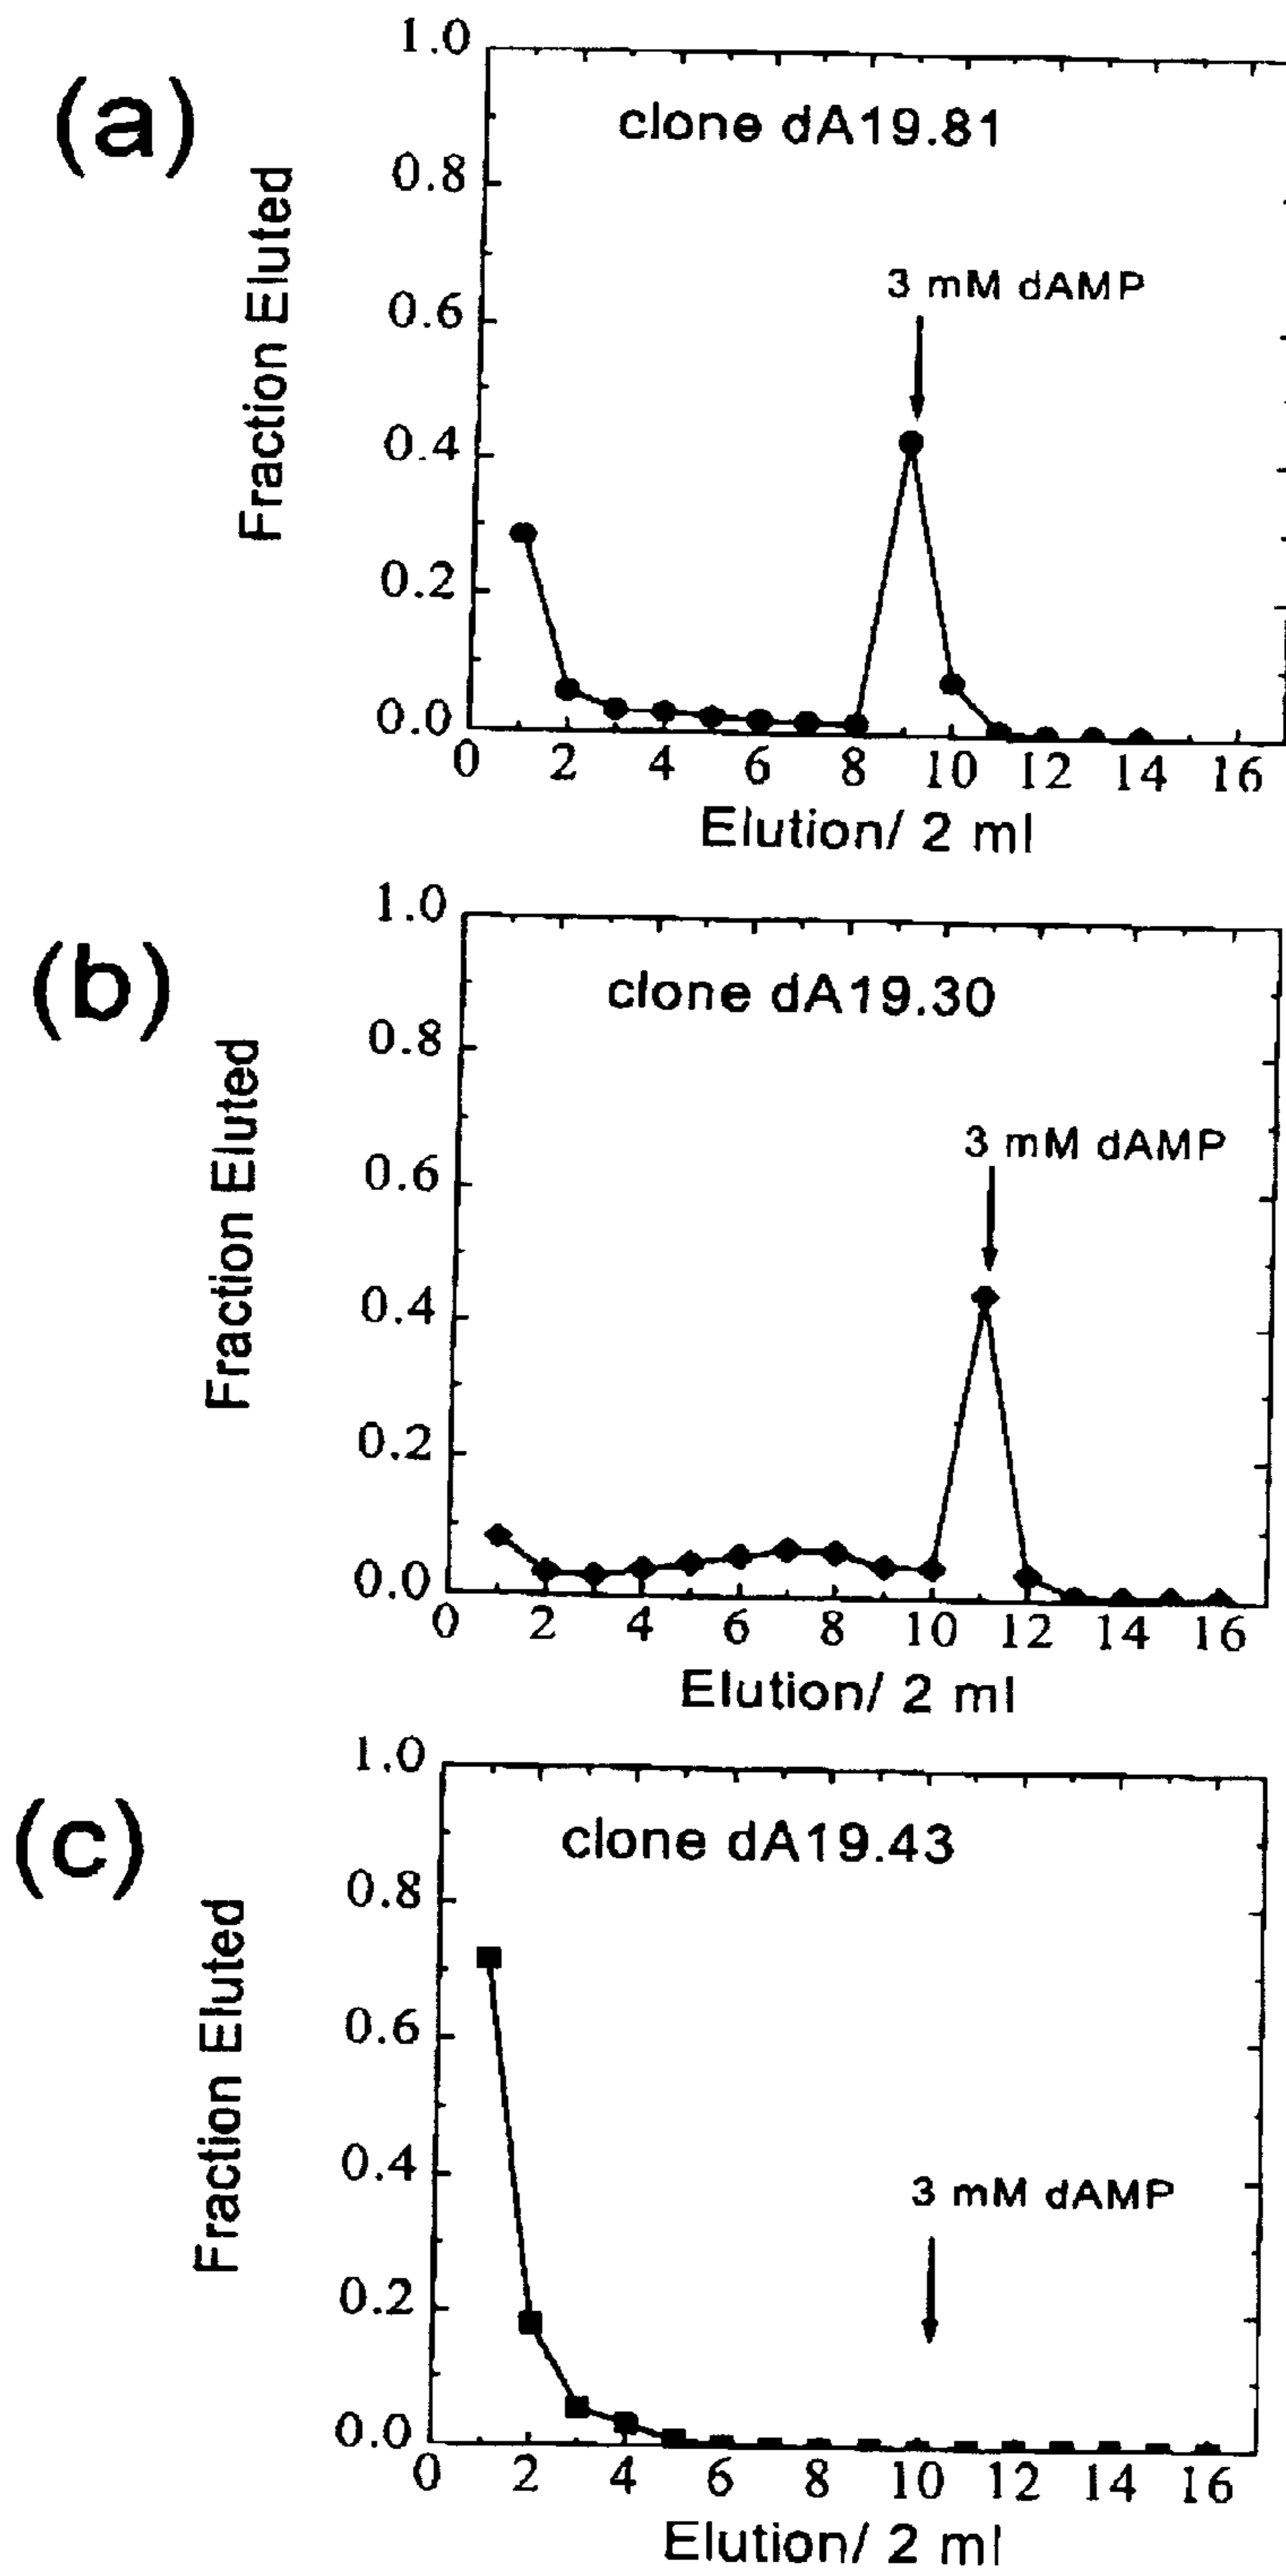 (a)
clone dA19.81
3 mM dAMP
Fraction Eluted
1.0
0.8
0.6
0.4
0.2
0.0
0 2 4 6 8 10 12 14 16
Elution/ 2 ml
(b)
clone dA19.30
3 mM dAMP
Fraction Eluted
1.0
0.8
0.6
0.4
0.2
0.0
0 2 4 6 8 10 12 14 16
Elution/ 2 ml
(c)
clone dA19.43
3 mM dAMP
Fraction Eluted
1.0
0.8
0.6
0.4
0.2
0.0
0 2 4 6 8 10 12 14 16
Elution/ 2 ml